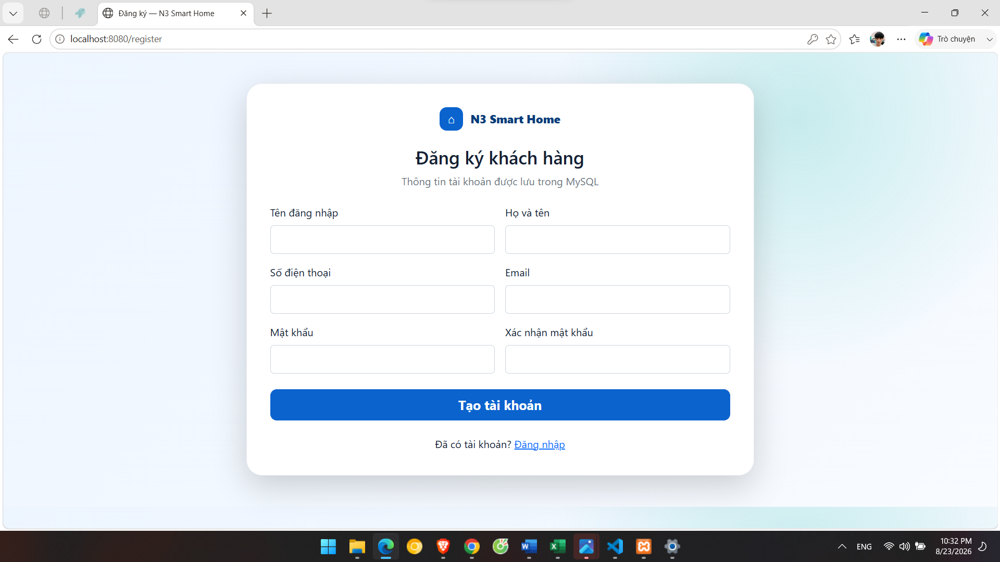 Đăng ký — N3 Smart Home
localhost:8080/register
Trò chuyện
N3 Smart Home
Đăng ký khách hàng
Thông tin tài khoản được lưu trong MySQL
Tên đăng nhập
Họ và tên
Số điện thoại
Email
Mật khẩu
Xác nhận mật khẩu
Tạo tài khoản
Đã có tài khoản? Đăng nhập
ENG
10:32 PM
8/23/2026